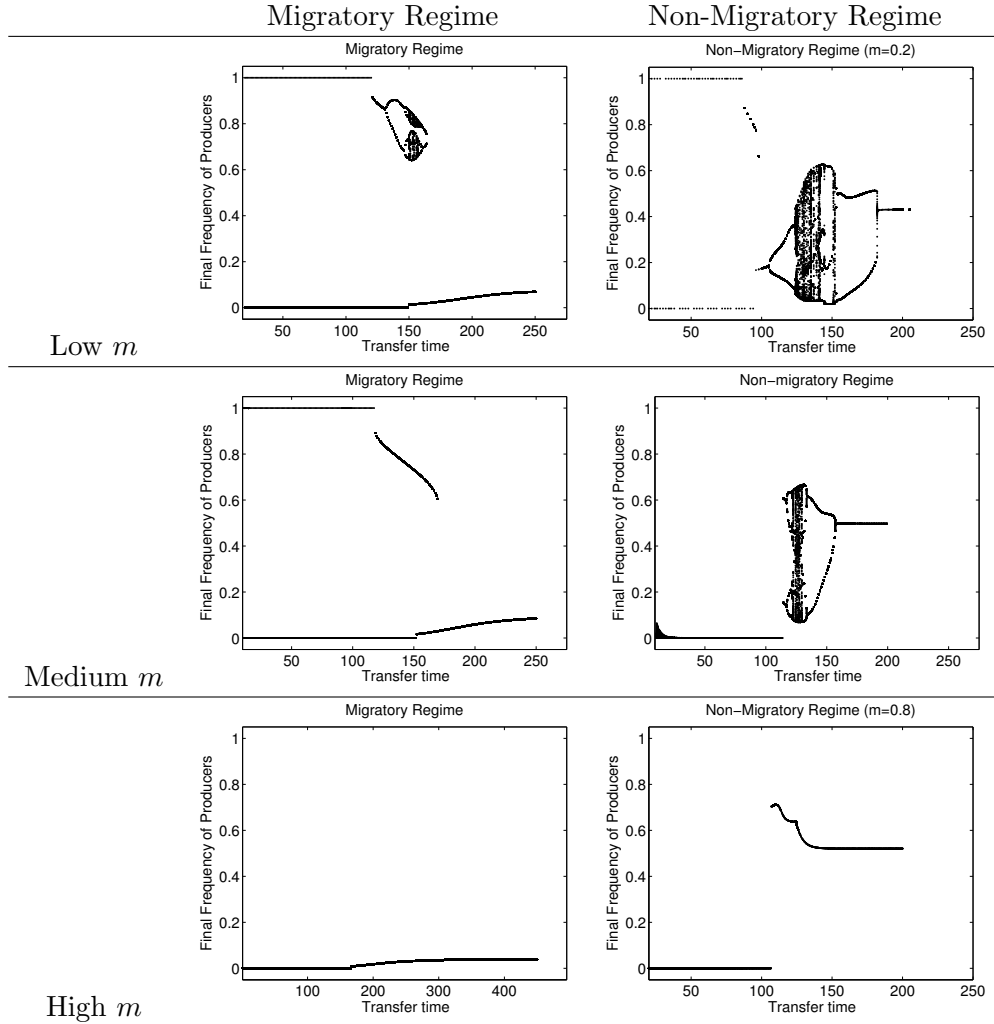 Migratory Regime Non-Migratory Regime
Migratory Regime
Final Frequency of Producers
1
0.8
0.6
0.4
0.2
0
50 100 150 200 250
Transfer time
Non−Migratory Regime (m=0.2)
Final Frequency of Producers
1
0.8
0.6
0.4
0.2
0
50 100 150 200 250
Transfer time
Low m
Migratory Regime
Final Frequency of Producers
1
0.8
0.6
0.4
0.2
0
50 100 150 200 250
Transfer time
Non−migratory Regime
Final Frequency of Producers
1
0.8
0.6
0.4
0.2
0
50 100 150 200 250
Transfer time
Medium m
Migratory Regime
Final Frequency of Producers
1
0.8
0.6
0.4
0.2
0
100 200 300 400
Transfer time
Non−Migratory Regime (m=0.8)
Final Frequency of Producers
1
0.8
0.6
0.4
0.2
0
50 100 150 200 250
Transfer time
High m